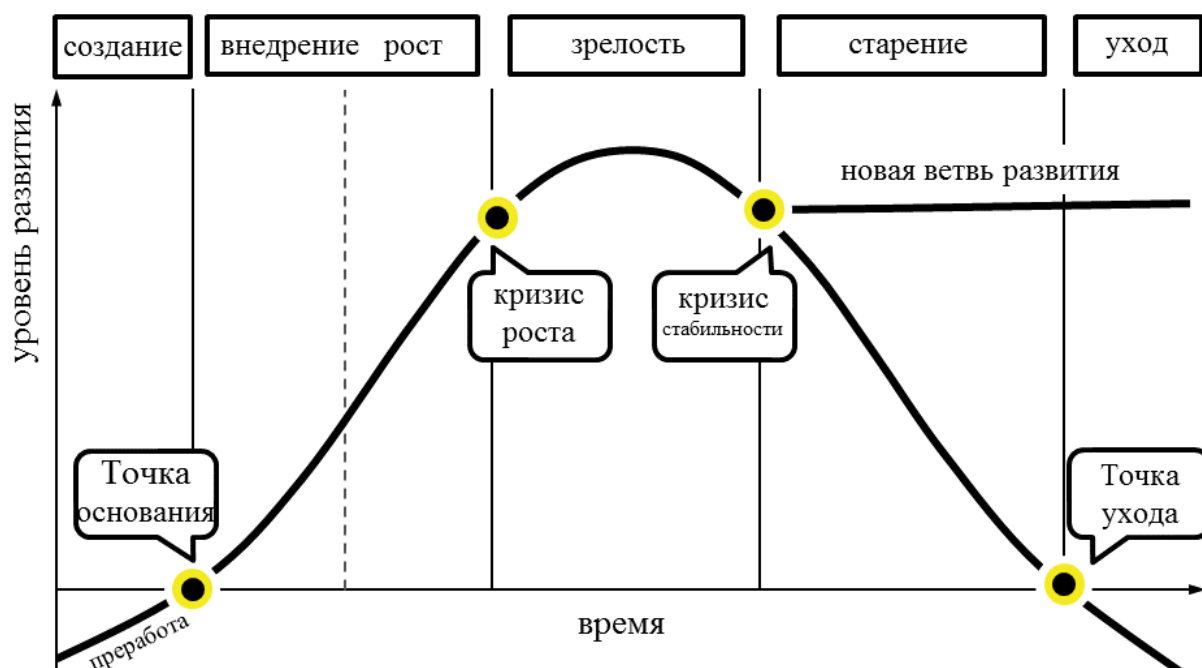 создание
внедрение рост
зрелость
старение
уход
уровень развития
новая ветвь развития
кризис
роста
кризис
стабильности
Точка
основания
Точка
ухода
преработа
время